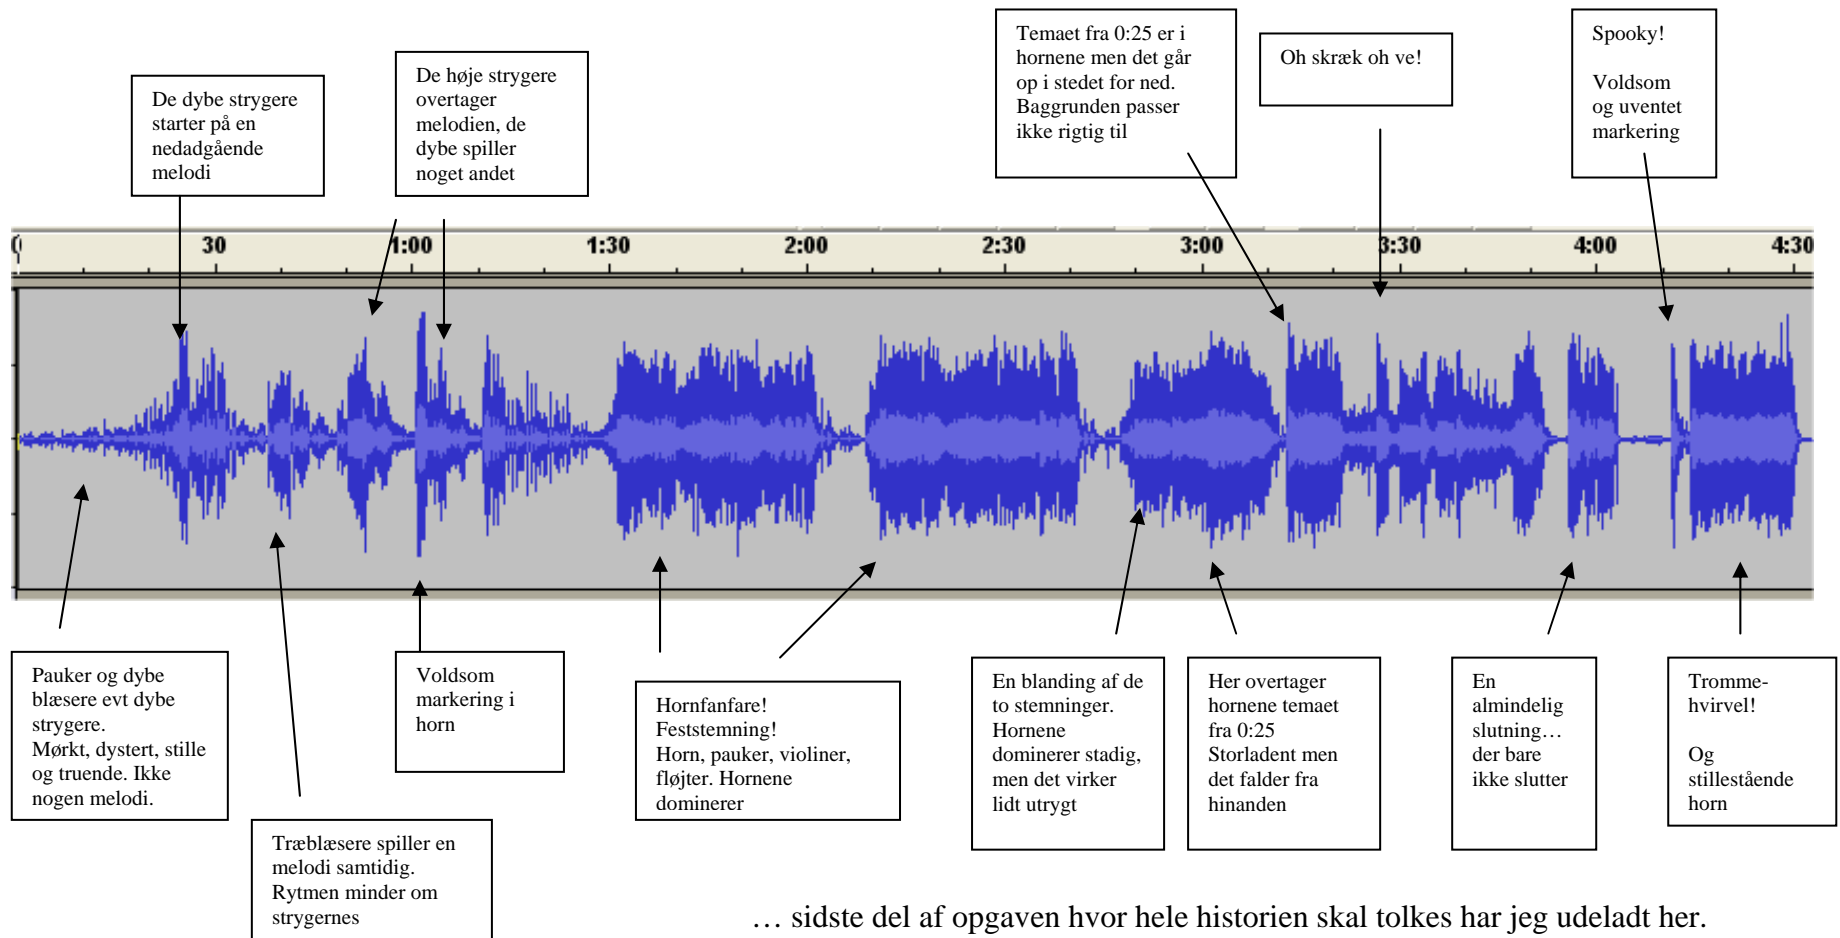 De dybe strygere
starter på en
nedadgående
melodi
De høje strygere
overtager
melodien, de
dybe spiller
noget andet
Temaet fra 0:25 er i
hornene men det går
op i stedet for ned.
Baggrunden passer
ikke rigtig til
Oh skræk oh ve!
Spooky!
Voldsom
og uventet
markering
0 30 1:00 1:30 2:00 2:30 3:00 3:30 4:00 4:30
Pauker og dybe
blæsere evt dybe
strygere.
Mørkt, dystert, stille
og truende. Ikke
nogen melodi.
Træblæsere spiller en
melodi samtidig.
Rytmen minder om
strygernes
Voldsom
markering i
horn
Hornfanfare!
Feststemning!
Horn, pauker, violiner,
fløjter. Hornene
dominerer
En blanding af de
to stemninger.
Hornene
dominerer stadig,
men det virker
lidt utrygt
Her overtager
hornene temaet
fra 0:25
Storladent men
det falder fra
hinanden
En
almindelig
slutning…
der bare
ikke slutter
Tromme-
hvirvel!
Og
stillestående
horn
… sidste del af opgaven hvor hele historien skal tolkes har jeg udeladt her.